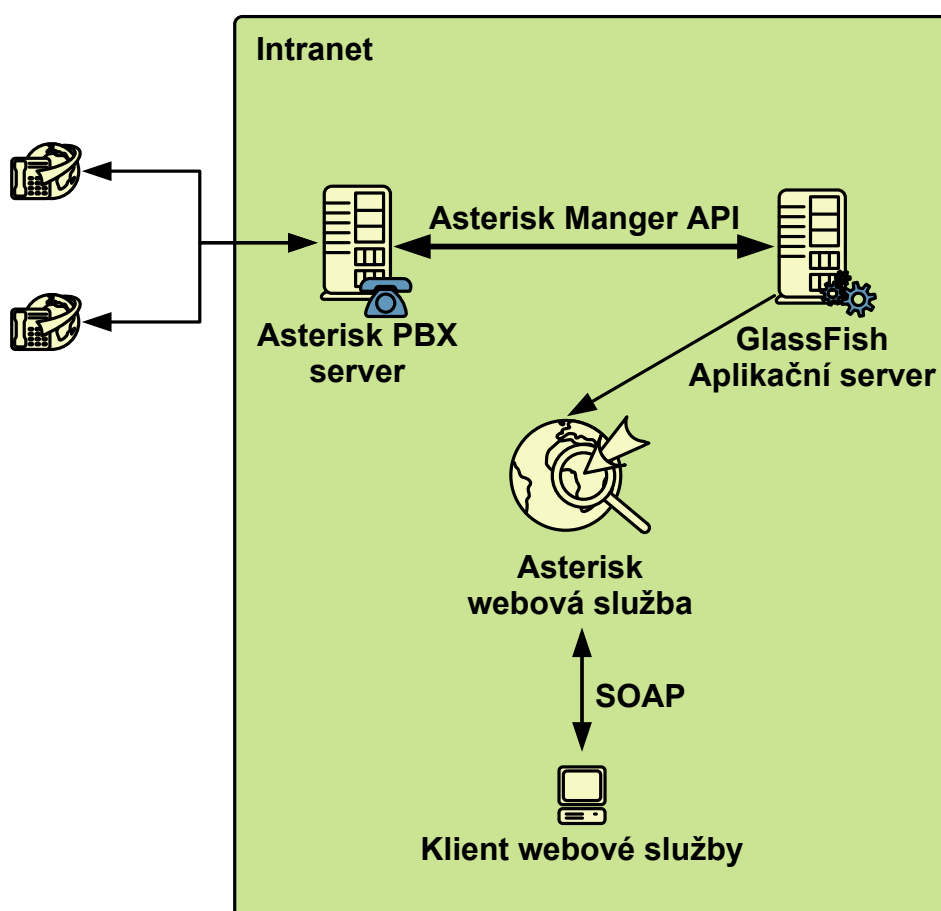 Intranet
Asterisk Manger API
Asterisk PBX
server
GlassFish
Aplikační server
Asterisk
webová služba
SOAP
Klient webové služby